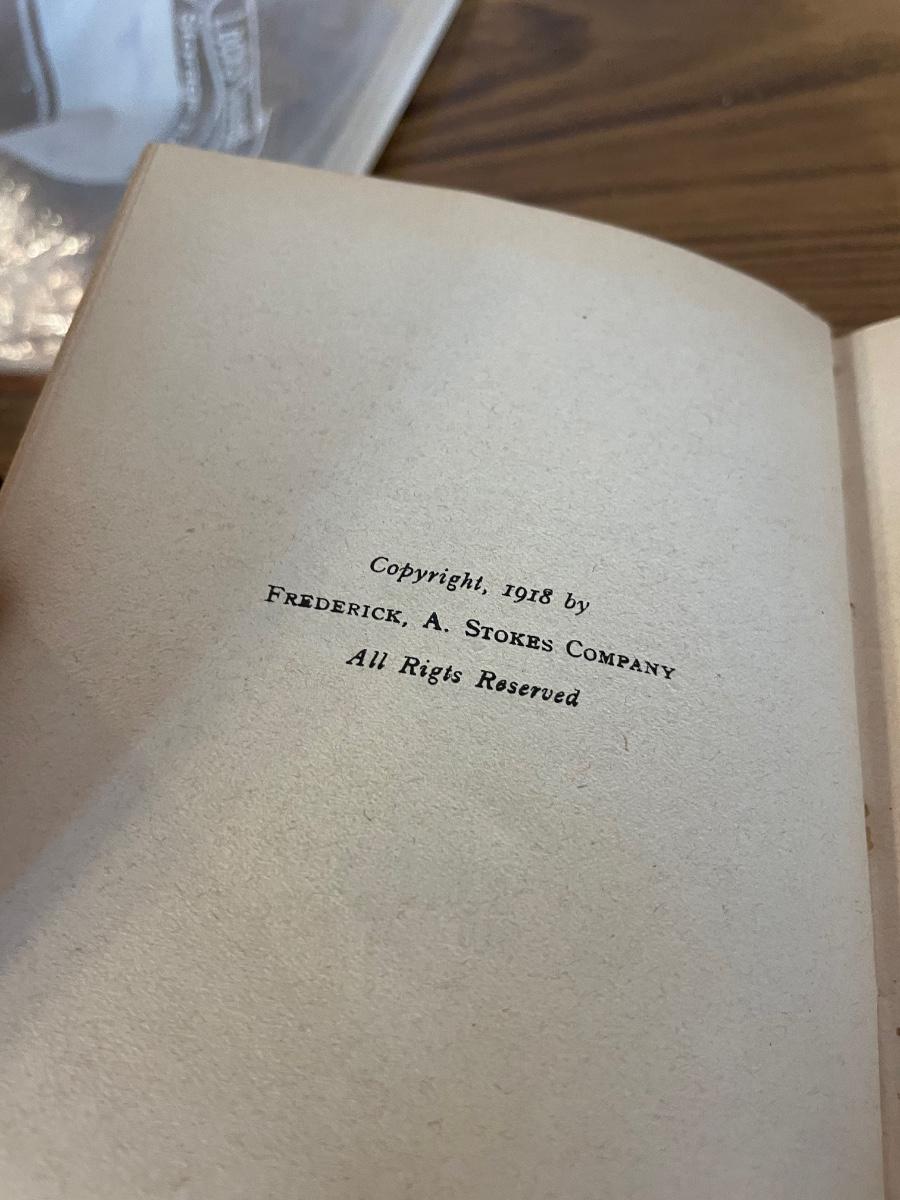 Copyright, 1918 by
FREDERICK, A. STOKES COMPANY
All Rigts Reserved